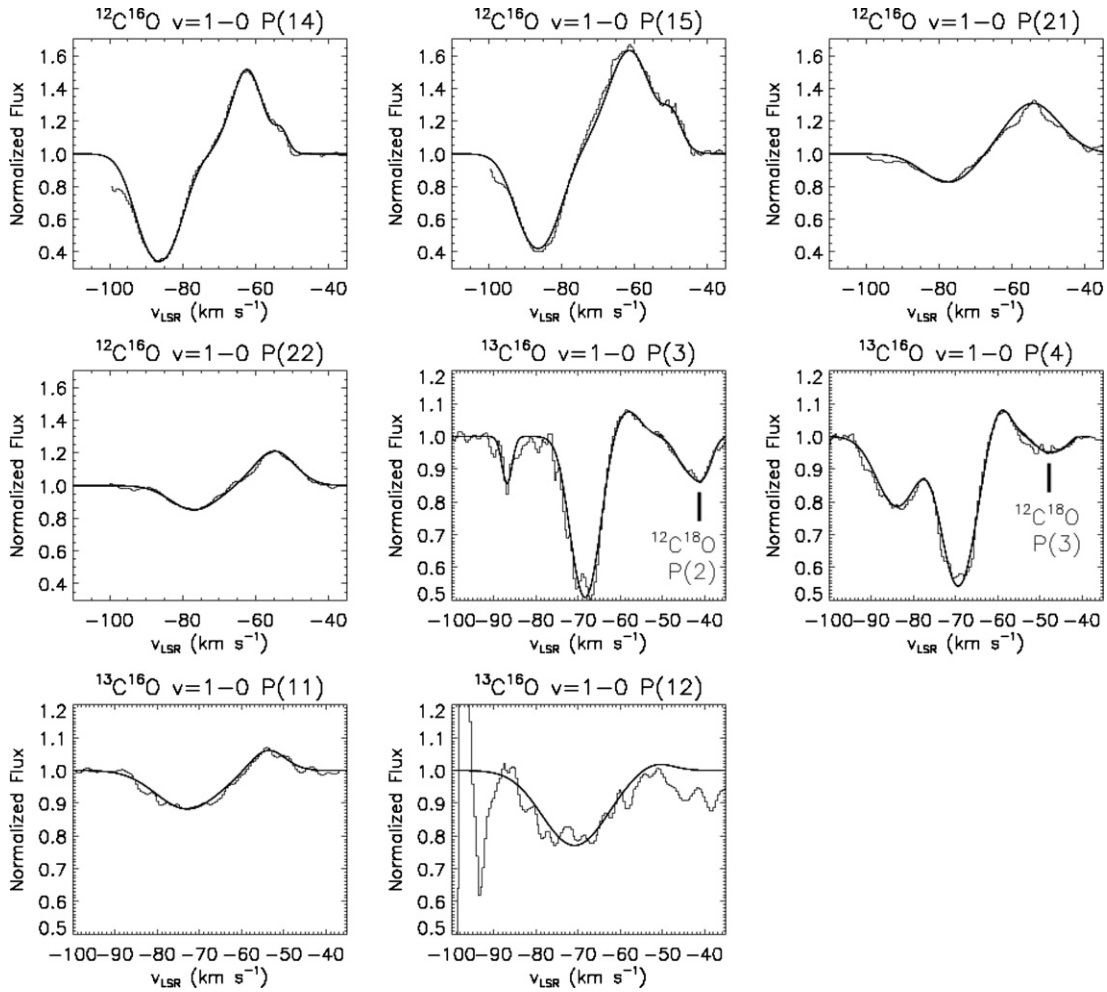 ¹²C¹⁶O v=1−0 P(14)
Normalized Flux
1.6
1.4
1.2
1.0
0.8
0.6
0.4
−100 −80 −60 −40
vLSR (km s⁻¹)
¹²C¹⁶O v=1−0 P(15)
Normalized Flux
1.6
1.4
1.2
1.0
0.8
0.6
0.4
−100 −80 −60 −40
vLSR (km s⁻¹)
¹²C¹⁶O v=1−0 P(21)
Normalized Flux
1.6
1.4
1.2
1.0
0.8
0.6
0.4
−100 −80 −60 −40
vLSR (km s⁻¹)
¹²C¹⁶O v=1−0 P(22)
Normalized Flux
1.6
1.4
1.2
1.0
0.8
0.6
0.4
−100 −80 −60 −40
vLSR (km s⁻¹)
¹³C¹⁶O v=1−0 P(3)
Normalized Flux
1.2
1.1
1.0
0.9
0.8
0.7
0.6
0.5
¹²C¹⁸O
P(2)
−100−90 −80 −70 −60 −50 −40
vLSR (km s⁻¹)
¹³C¹⁶O v=1−0 P(4)
Normalized Flux
1.2
1.1
1.0
0.9
0.8
0.7
0.6
0.5
¹²C¹⁸O
P(3)
−100−90 −80 −70 −60 −50 −40
vLSR (km s⁻¹)
¹³C¹⁶O v=1−0 P(11)
Normalized Flux
1.2
1.1
1.0
0.9
0.8
0.7
0.6
0.5
−100−90 −80 −70 −60 −50 −40
vLSR (km s⁻¹)
¹³C¹⁶O v=1−0 P(12)
Normalized Flux
1.2
1.1
1.0
0.9
0.8
0.7
0.6
0.5
−100−90 −80 −70 −60 −50 −40
vLSR (km s⁻¹)